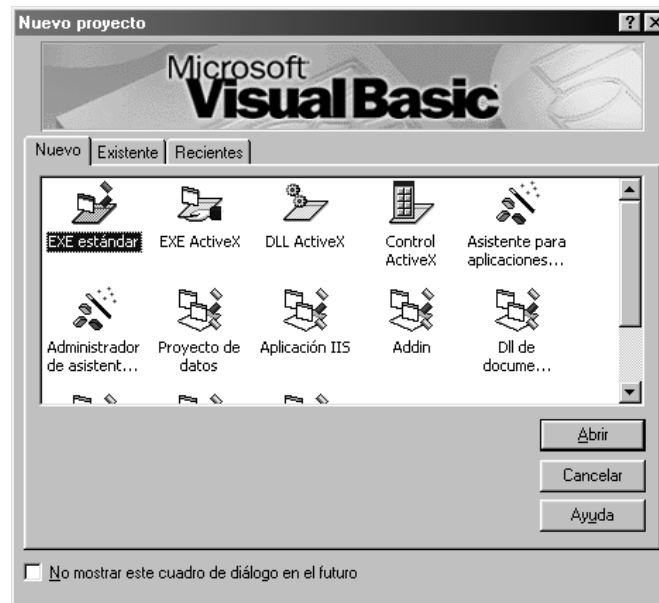 Nuevo proyecto
Microsoft
Visual Basic
Nuevo Existente Recientes
EXE estándar EXE ActiveX DLL ActiveX Control ActiveX Asistente para aplicaciones...
Administrador de asistent... Proyecto de datos Aplicación IIS Addin Dll de docume...
Abrir
Cancelar
Ayuda
No mostrar este cuadro de diálogo en el futuro